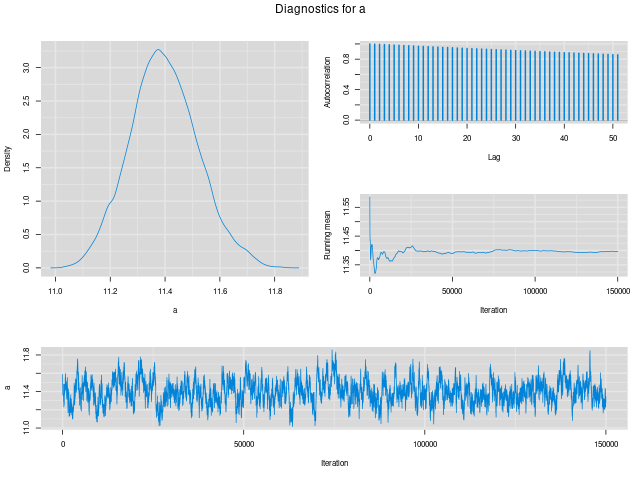 Diagnostics for a
Density
0.0 0.5 1.0 1.5 2.0 2.5 3.0
11.0 11.2 11.4 11.6 11.8
a
Autocorrelation
0.0 0.4 0.8
0 10 20 30 40 50
Lag
Running mean
11.35 11.45 11.55
0 50000 100000 150000
Iteration
a
11.0 11.4 11.8
0 50000 100000 150000
Iteration